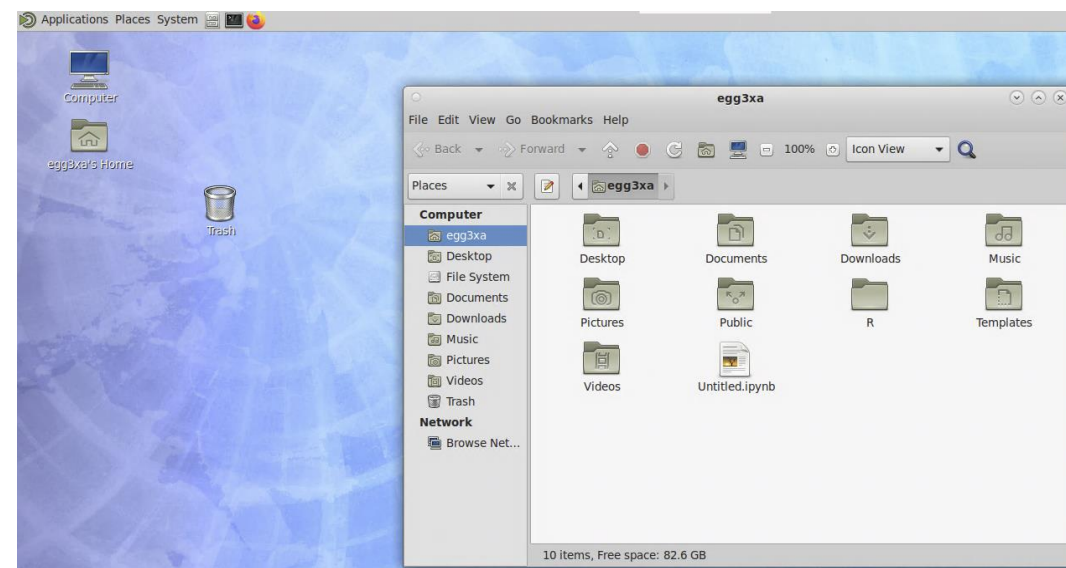 Applications Places System
Computer
egg3xa's Home
Trash
egg3xa
File Edit View Go Bookmarks Help
Back Forward 100% Icon View
Places egg3xa
Computer
egg3xa
Desktop
File System
Documents
Downloads
Music
Pictures
Videos
Trash
Network
Browse Net...
Desktop Documents Downloads Music
Pictures Public R Templates
Videos Untitled.ipynb
10 items, Free space: 82.6 GB